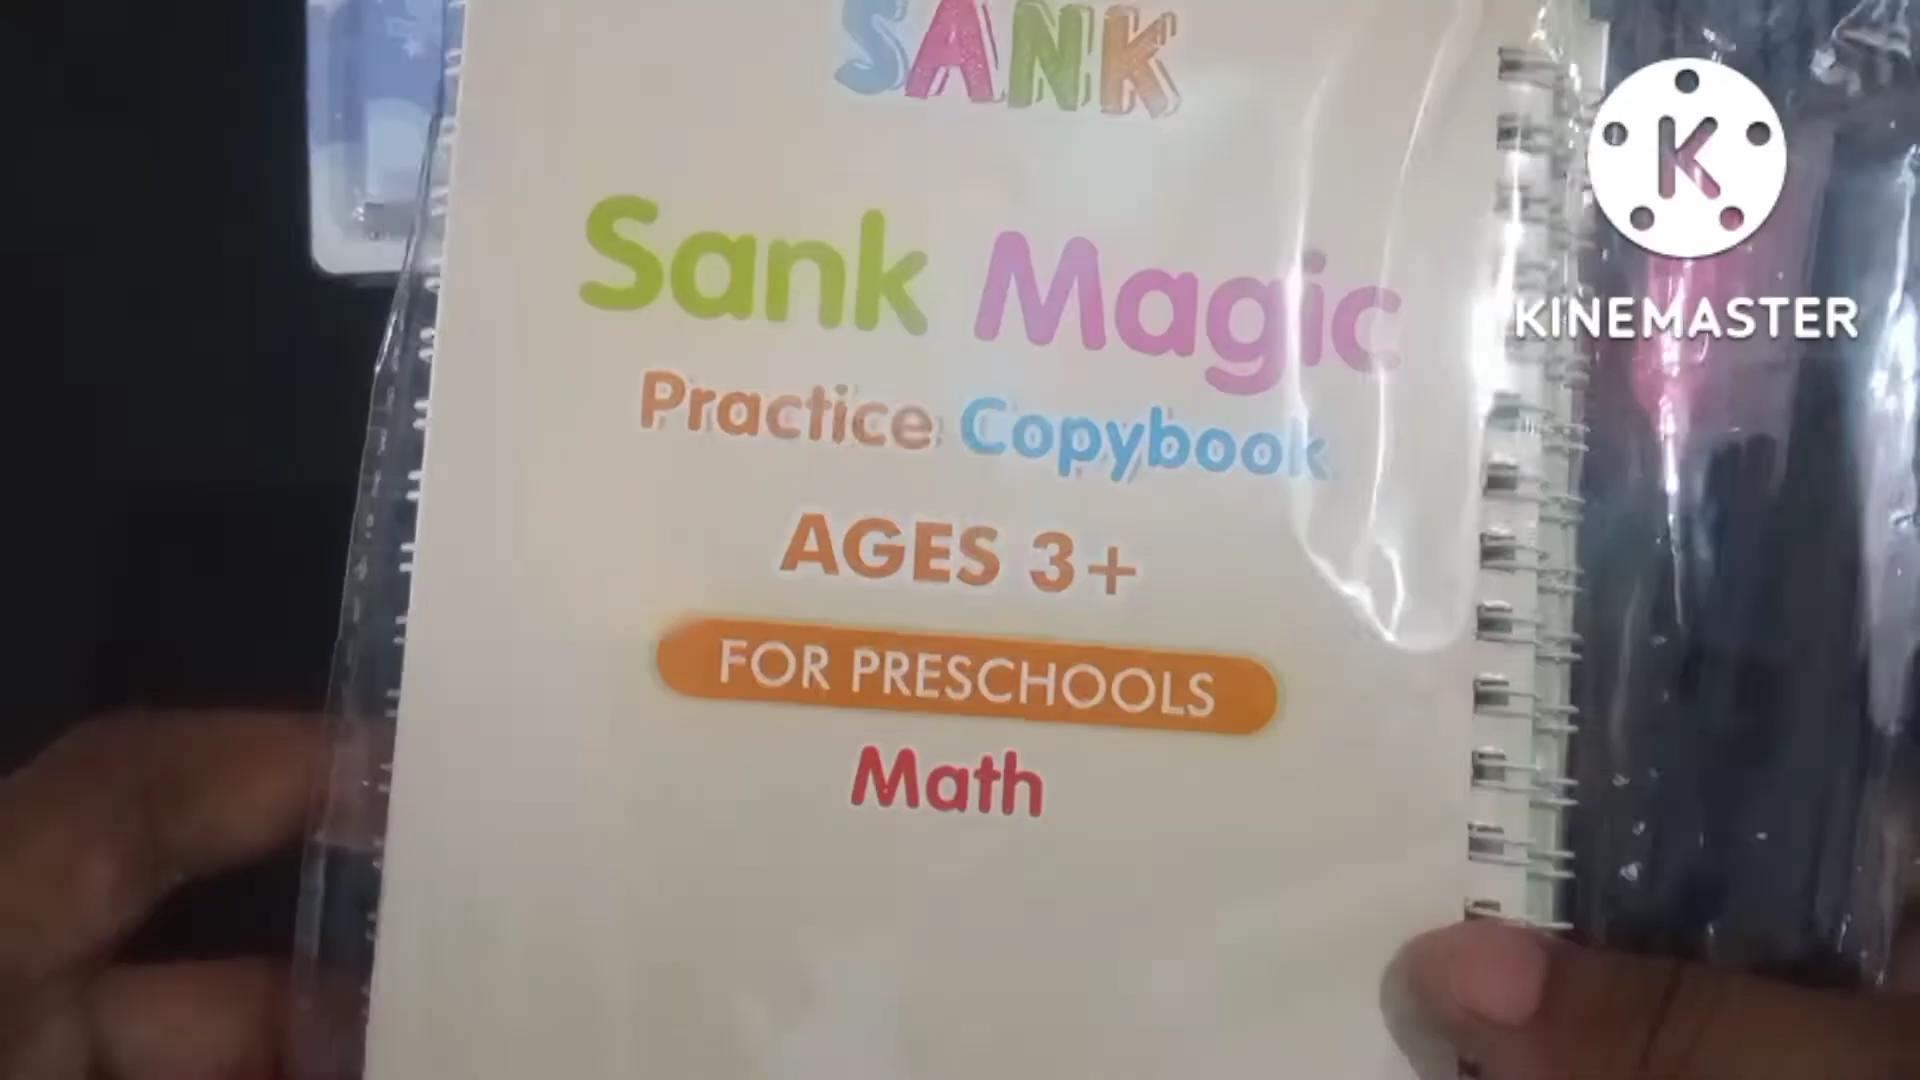 SANK
Sank Magic
Practice Copybook
AGES 3+
FOR PRESCHOOLS
Math
K
KINEMASTER